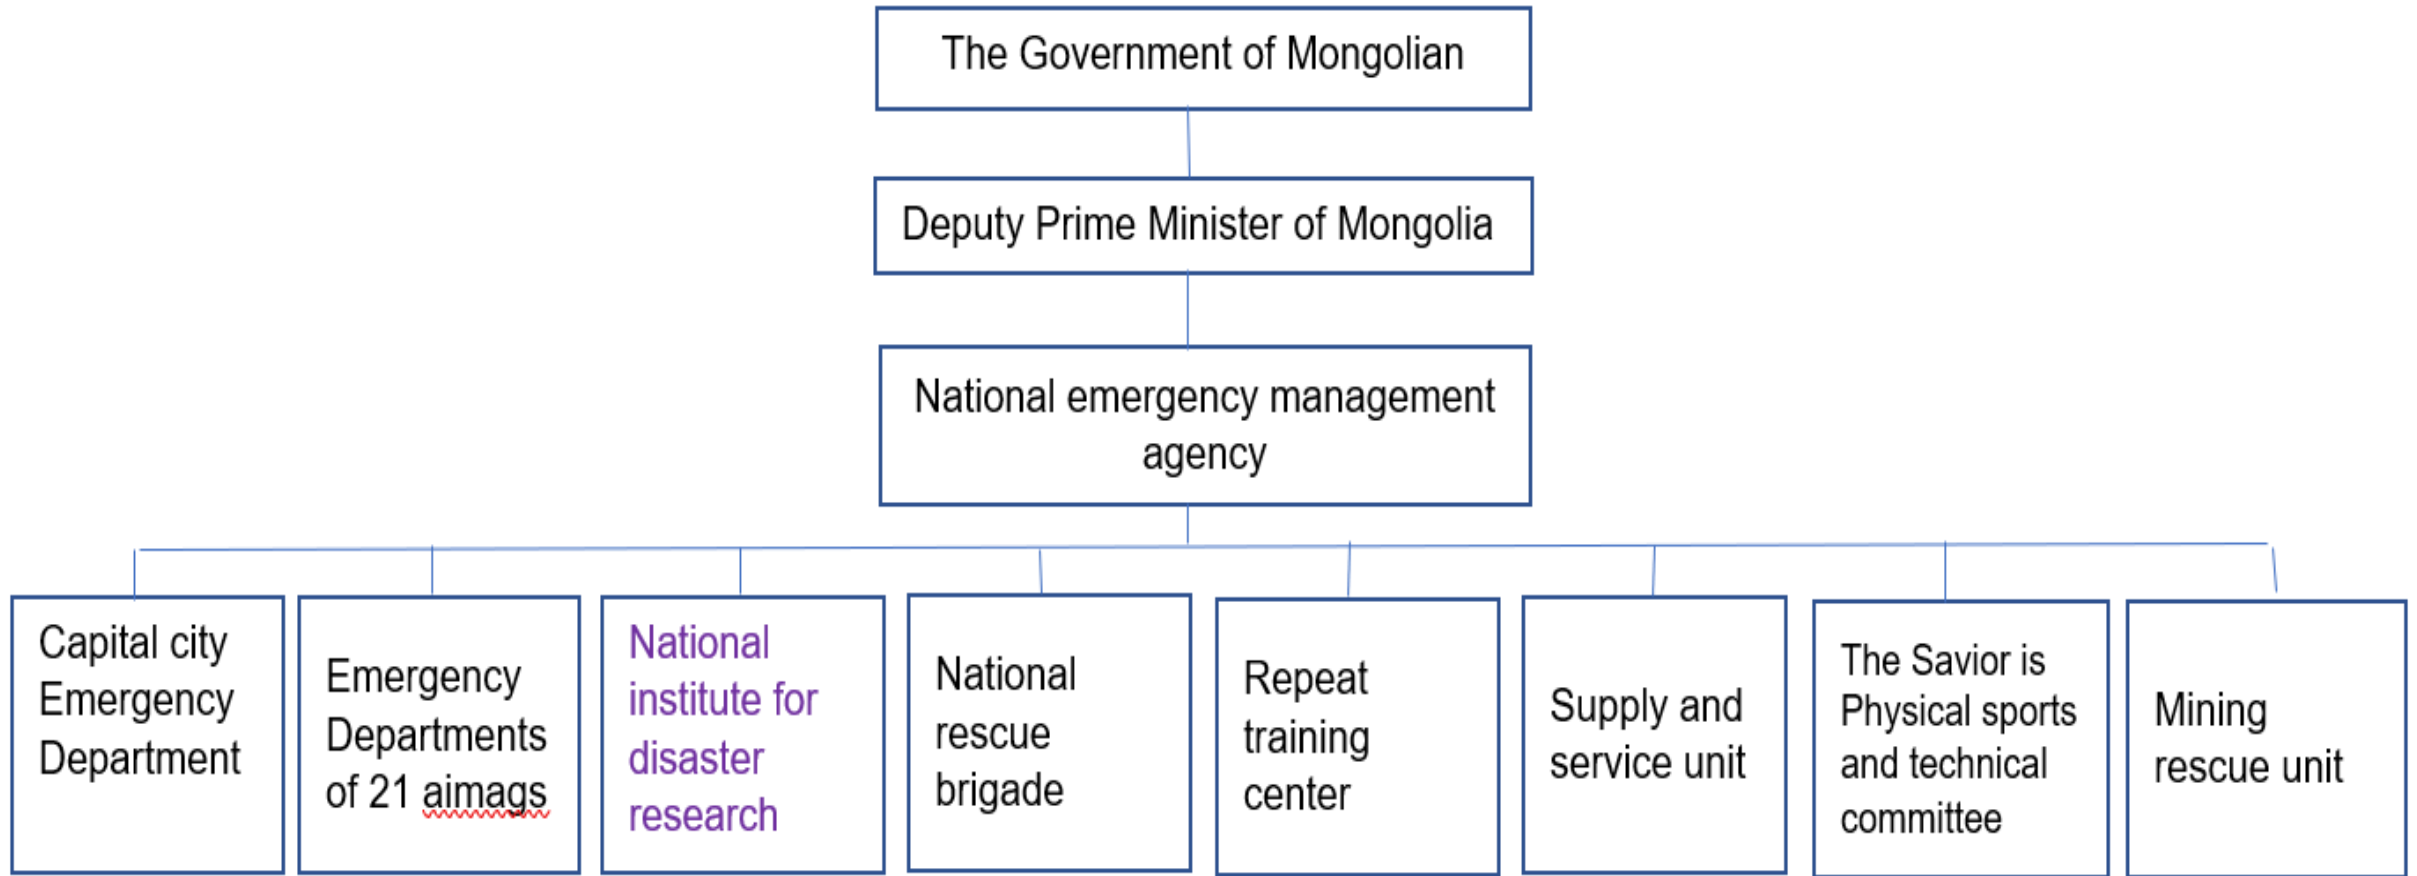 The Government of Mongolian
Deputy Prime Minister of Mongolia
National emergency management
agency
Capital city
Emergency
Department
Emergency
Departments
of 21 aimags
National
institute for
disaster
research
National
rescue
brigade
Repeat
training
center
Supply and
service unit
The Savior is
Physical sports
and technical
committee
Mining
rescue unit